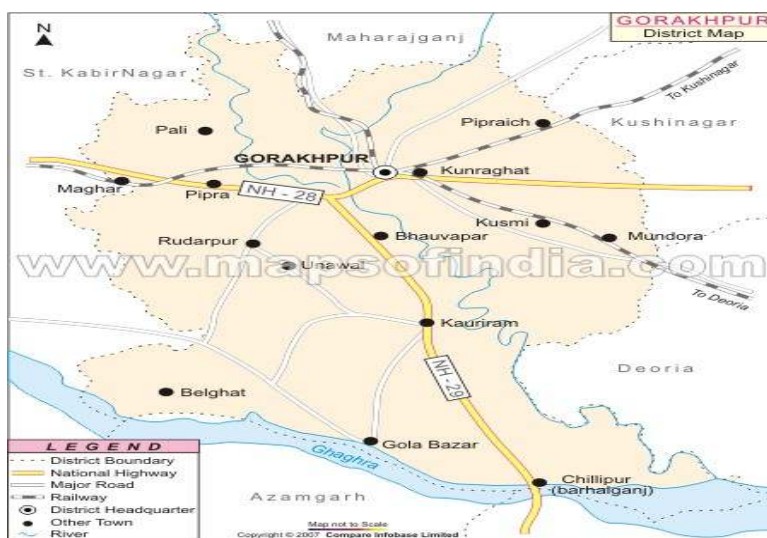 N
GORAKHPUR
District Map
Maharajganj
St. KabirNagar
To Kushinagar
Pipraich
Kushinagar
Pali
GORAKHPUR
Kunraghat
Maghar
Pipra
NH - 28
Kusmi
Mundora
Rudarpur
Bhauvapar
www.mapsofindia.com
Unawal
To Deoria
Kauriram
Deoria
NH-29
Belghat
Gola Bazar
Ghaghra
Chillipur
(barhalganj)
Azamgarh
LEGEND
District Boundary
National Highway
Major Road
Railway
District Headquarter
Other Town
River
Map not to Scale
Copyright © 2007 Compare Infobase Limited